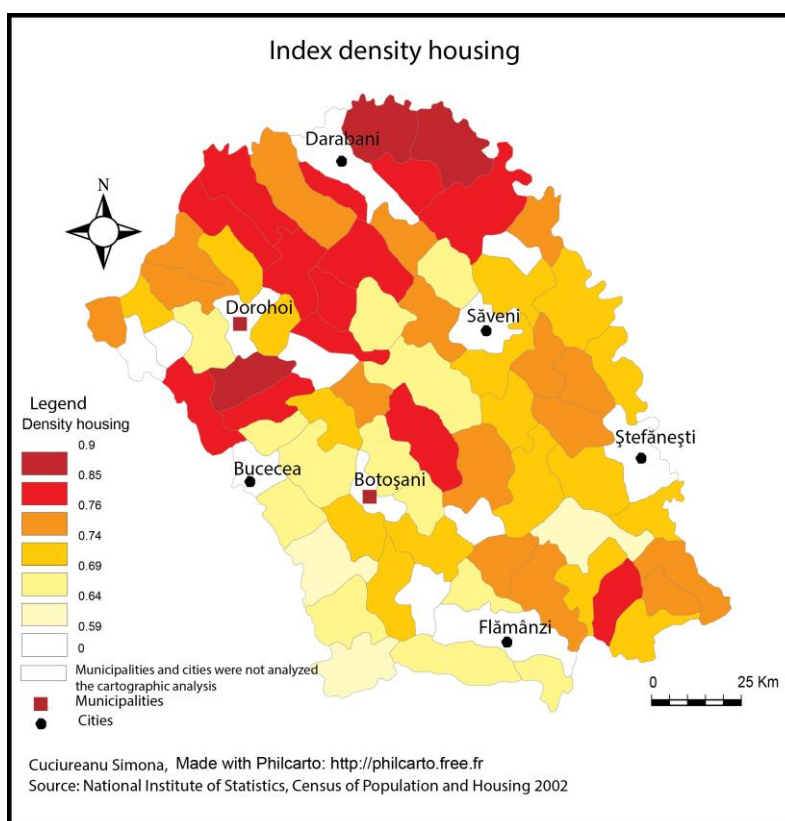 Index density housing
Darabani
N
Dorohoi
Săveni
Legend
Density housing
0.9
0.85
0.76
0.74
0.69
0.64
0.59
0
Ştefăneşti
Bucecea
Botoşani
Flămânzi
Municipalities and cities were not analyzed
the cartographic analysis
Municipalities
Cities
0 25 Km
Cuciureanu Simona, Made with Philcarto: http://philcarto.free.fr
Source: National Institute of Statistics, Census of Population and Housing 2002